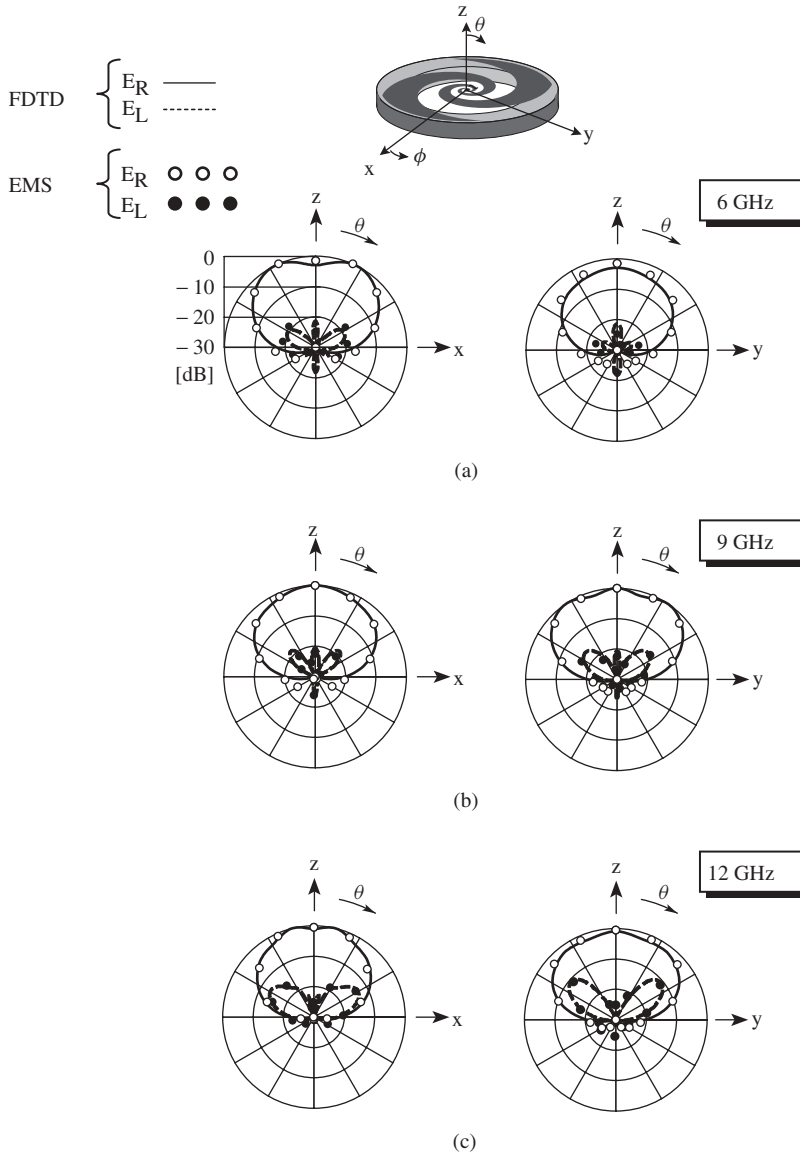 z
θ
y
x
ϕ
FDTD
E_R
E_L
EMS
E_R
E_L
6 GHz
z
θ
0
– 10
– 20
– 30
[dB]
x
z
θ
y
(a)
9 GHz
z
θ
x
z
θ
y
(b)
12 GHz
z
θ
x
z
θ
y
(c)